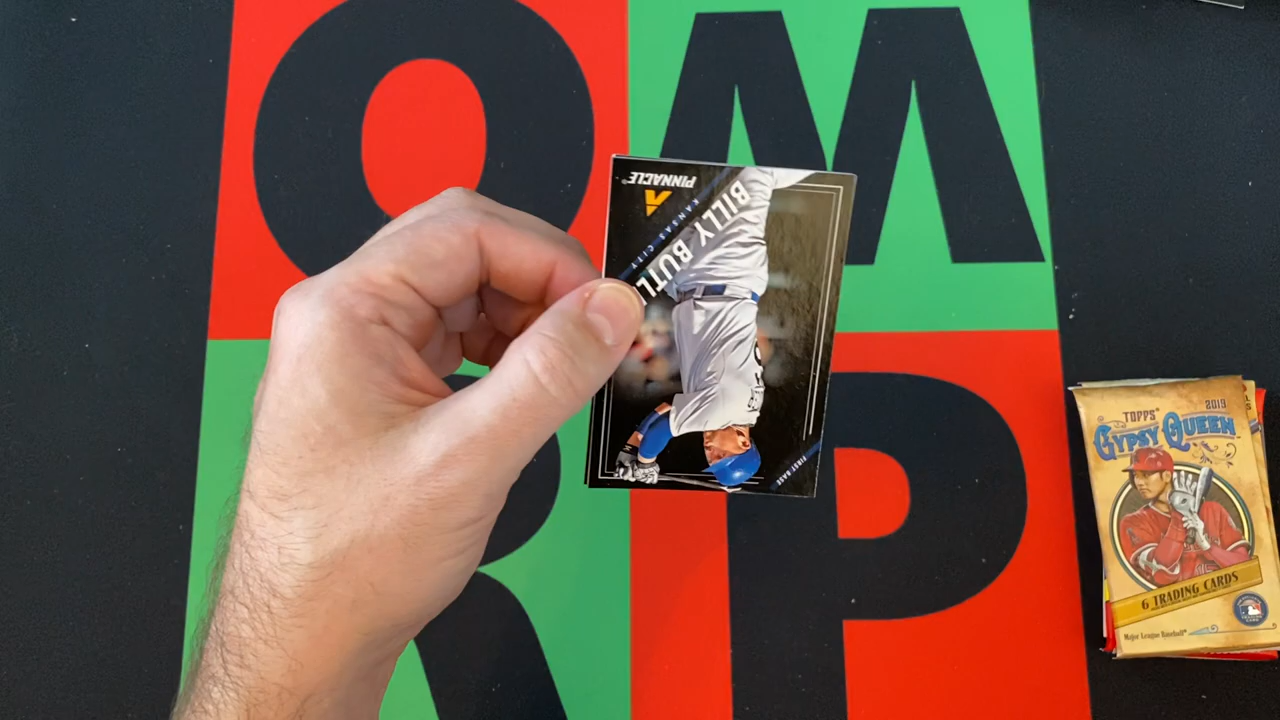 O W
R P
PINNACLE
KANSAS CITY
BILLY BUTL
FIRST BASE
TOPPS 2019
GYPSY QUEEN
6 TRADING CARDS
Major League Baseball